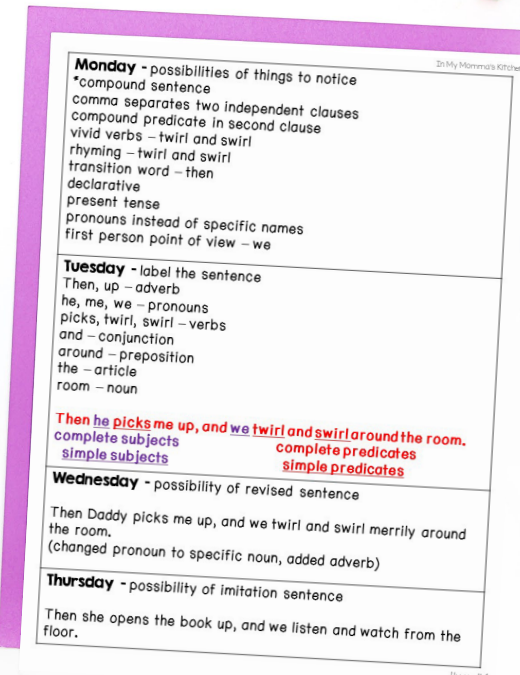 In My Momma's Kitchen
Monday - possibilities of things to notice
*compound sentence
comma separates two independent clauses
compound predicate in second clause
vivid verbs – twirl and swirl
rhyming – twirl and swirl
transition word – then
declarative
present tense
pronouns instead of specific names
first person point of view – we
Tuesday - label the sentence
Then, up – adverb
he, me, we – pronouns
picks, twirl, swirl – verbs
and – conjunction
around – preposition
the – article
room – noun
Then he picks me up, and we twirl and swirl around the room.
complete subjects complete predicates
simple subjects simple predicates
Wednesday - possibility of revised sentence
Then Daddy picks me up, and we twirl and swirl merrily around
the room.
(changed pronoun to specific noun, added adverb)
Thursday - possibility of imitation sentence
Then she opens the book up, and we listen and watch from the
floor.